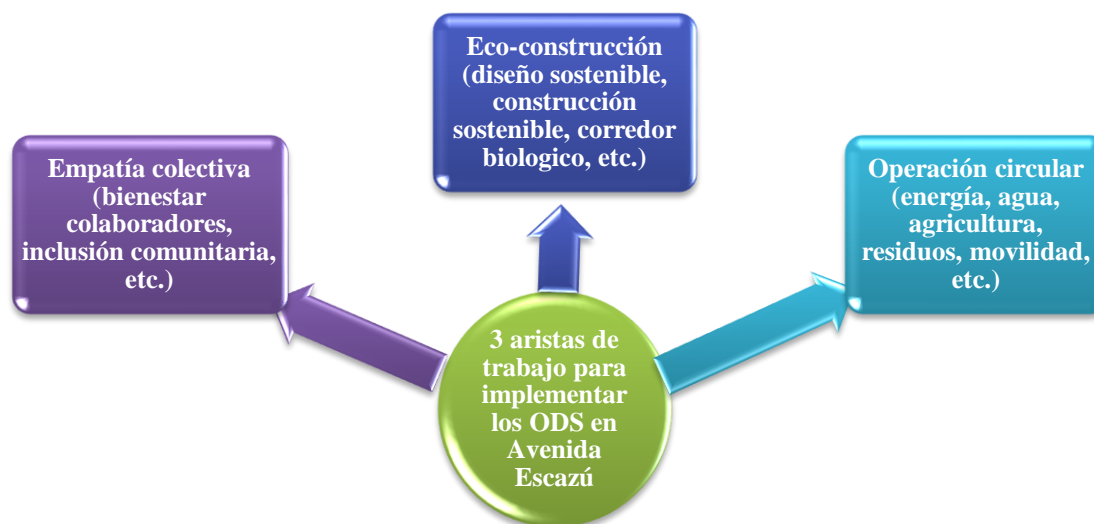 Eco-construcción
(diseño sostenible,
construcción
sostenible, corredor
biologico, etc.)
Empatía colectiva
(bienestar
colaboradores,
inclusión comunitaria,
etc.)
Operación circular
(energía, agua,
agricultura,
residuos, movilidad,
etc.)
3 aristas de
trabajo para
implementar
los ODS en
Avenida
Escazú